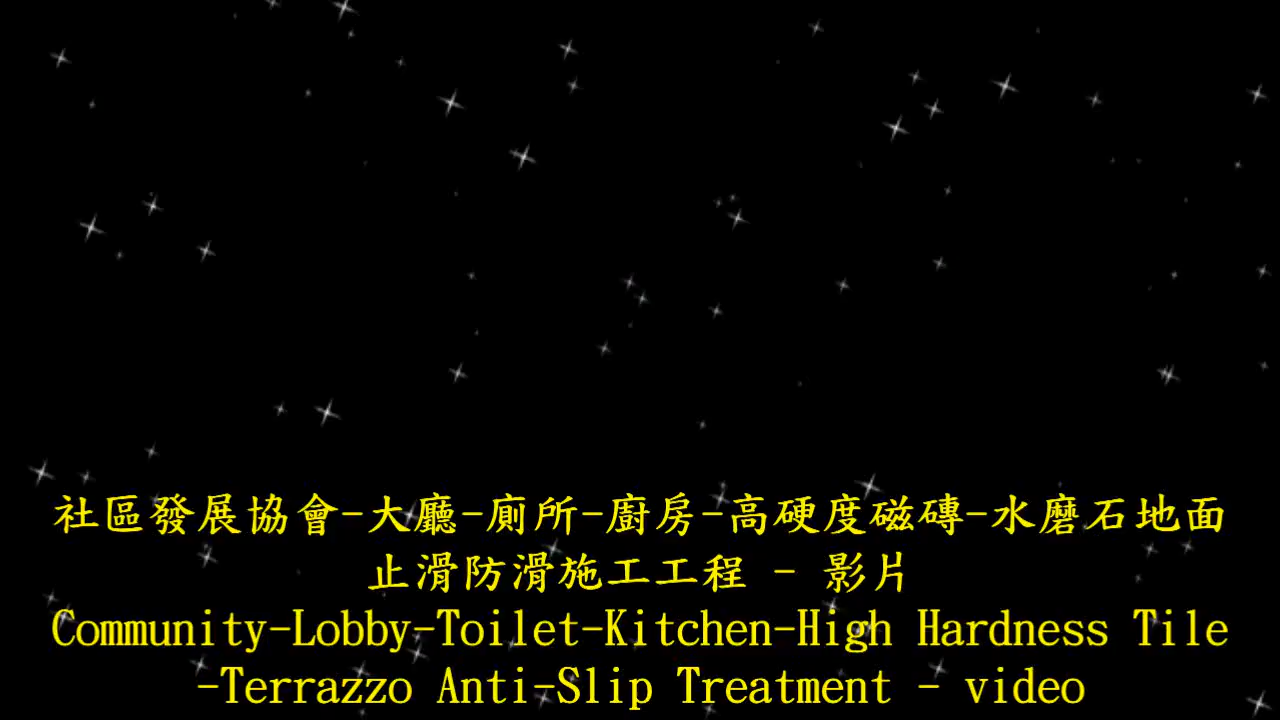 社區發展協會-大廳-廁所-廚房-高硬度磁磚-水磨石地面
止滑防滑施工工程 - 影片
Community-Lobby-Toilet-Kitchen-High Hardness Tile
-Terrazzo Anti-Slip Treatment - video